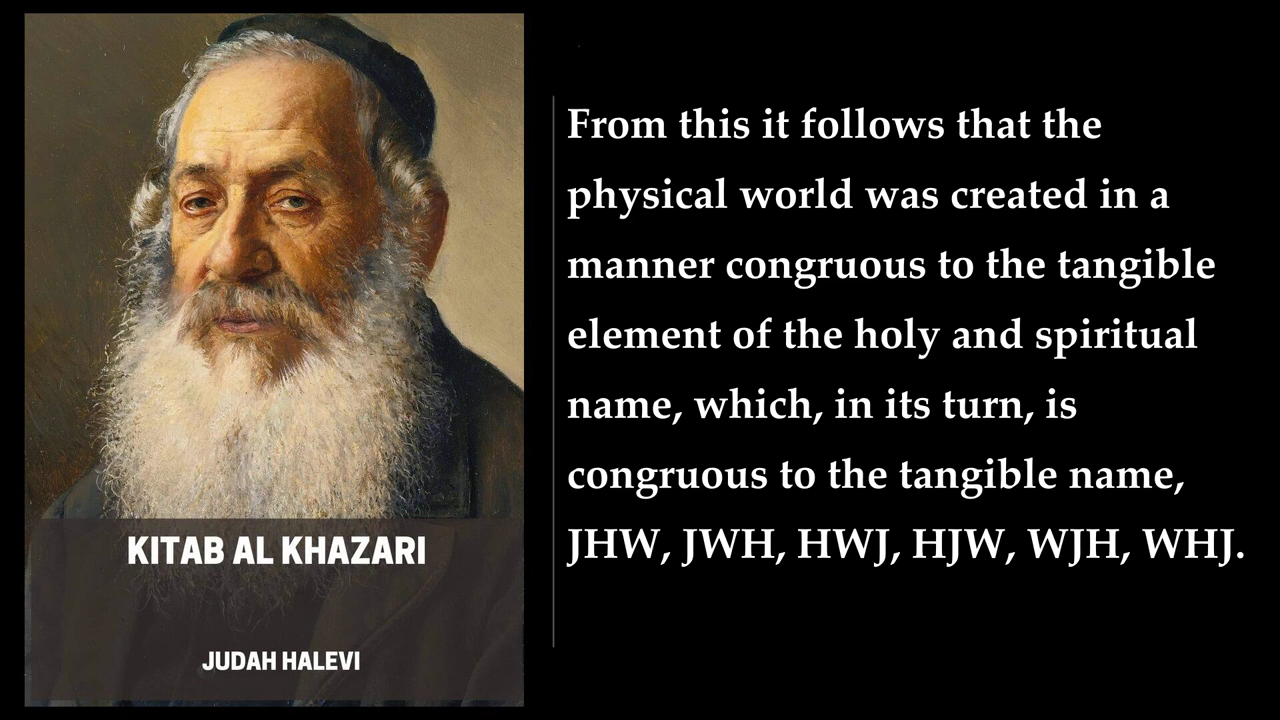 KITAB AL KHAZARI
JUDAH HALEVI
From this it follows that the
physical world was created in a
manner congruous to the tangible
element of the holy and spiritual
name, which, in its turn, is
congruous to the tangible name,
JHW, JWH, HWJ, HJW, WJH, WHJ.